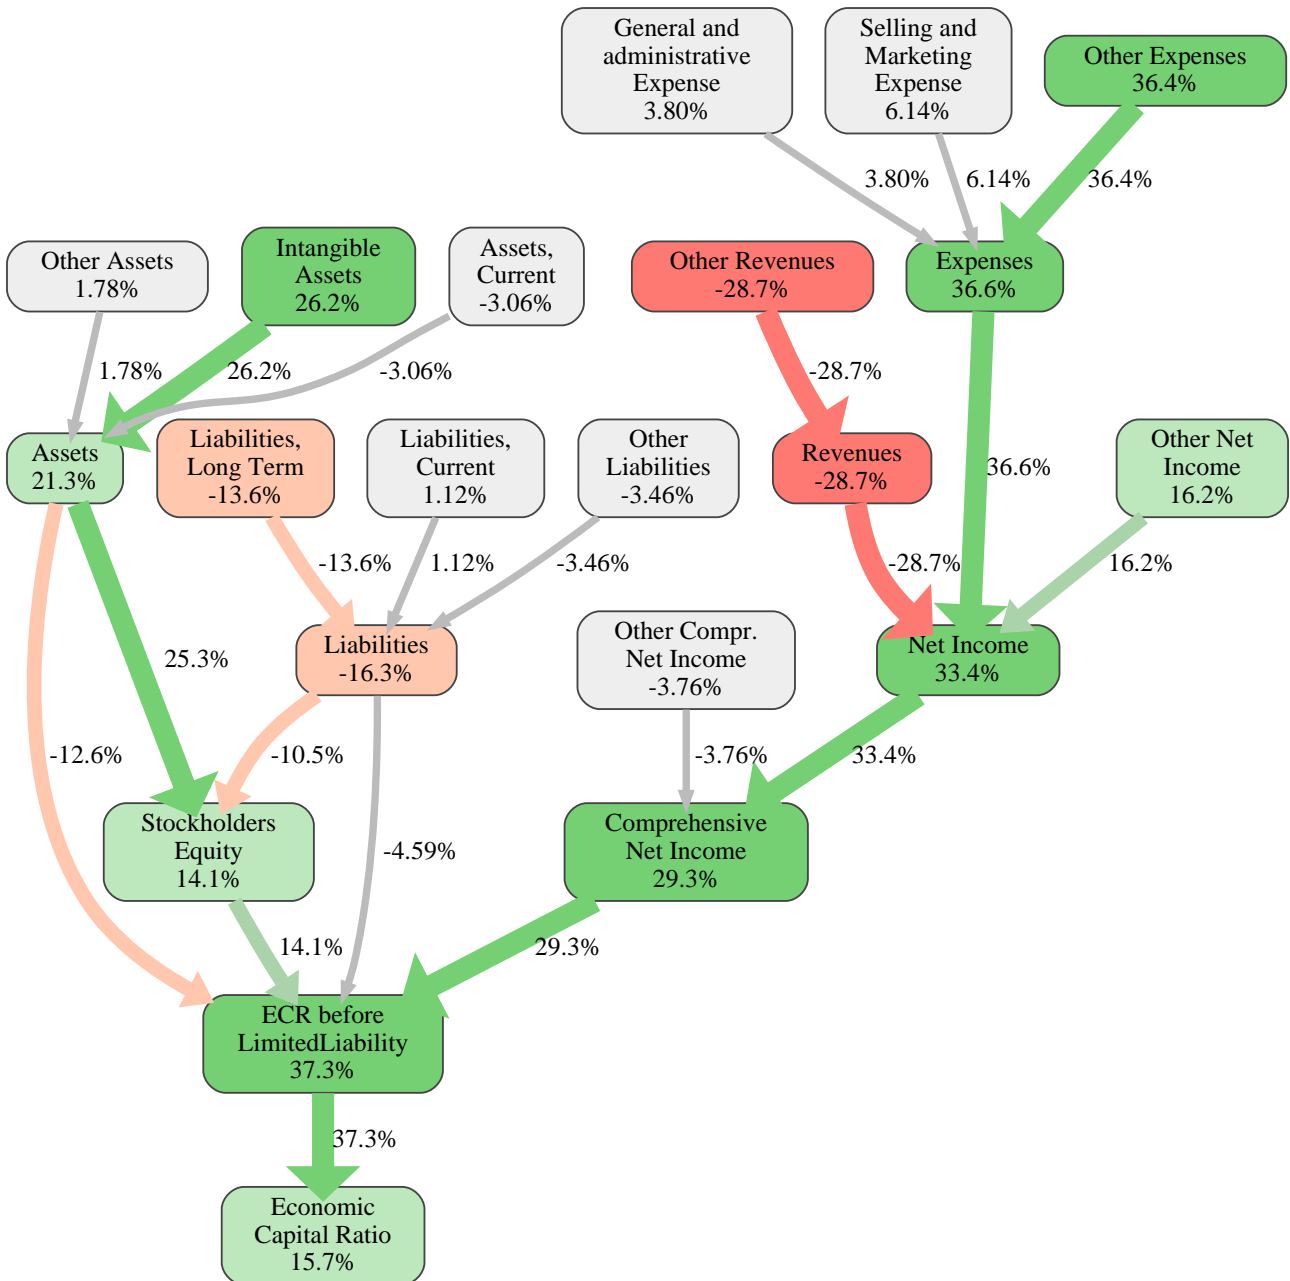 General and
administrative
Expense
3.80%
Selling and
Marketing
Expense
6.14%
Other Expenses
36.4%
3.80%
6.14%
36.4%
Other Assets
1.78%
Intangible
Assets
26.2%
Assets,
Current
-3.06%
Other Revenues
-28.7%
Expenses
36.6%
1.78%
26.2%
-3.06%
-28.7%
Assets
21.3%
Liabilities,
Long Term
-13.6%
Liabilities,
Current
1.12%
Other
Liabilities
-3.46%
Revenues
-28.7%
36.6%
Other Net
Income
16.2%
-13.6%
1.12%
-3.46%
-28.7%
16.2%
25.3%
Liabilities
-16.3%
Other Compr.
Net Income
-3.76%
Net Income
33.4%
-12.6%
-10.5%
-3.76%
33.4%
Stockholders
Equity
14.1%
-4.59%
Comprehensive
Net Income
29.3%
14.1%
29.3%
ECR before
LimitedLiability
37.3%
37.3%
Economic
Capital Ratio
15.7%